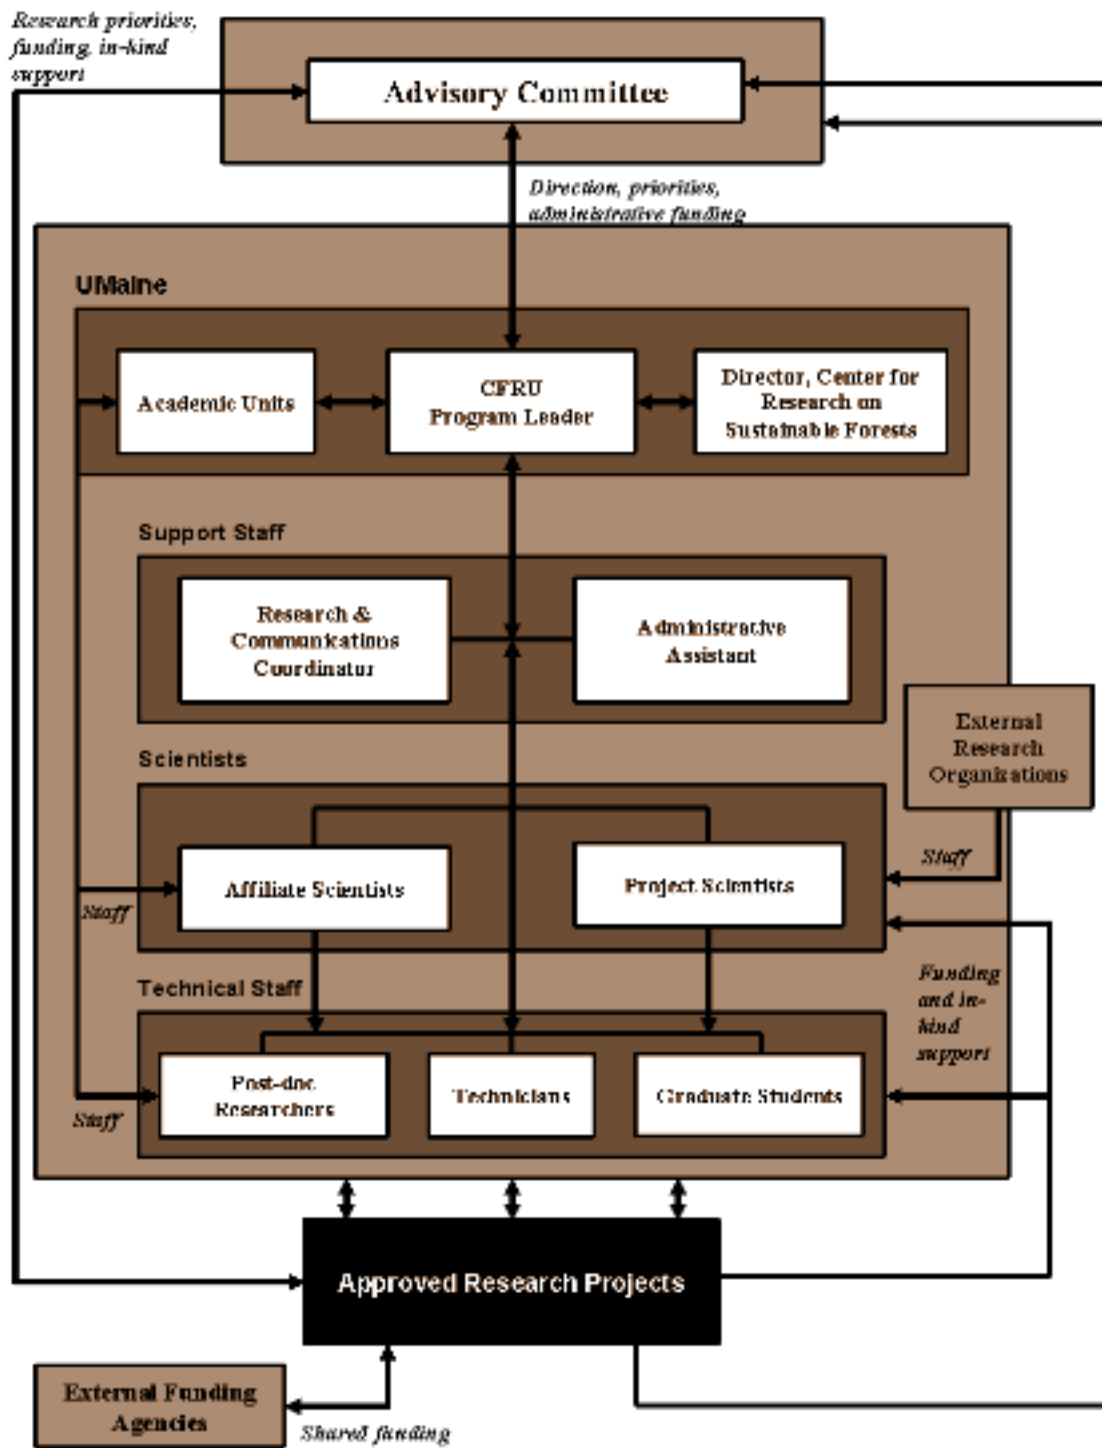 Research priorities,
funding, in-kind
support
Advisory Committee
Direction, priorities,
administrative funding
UMaine
Academic Units
CFRU
Program Leader
Director, Center for
Research on
Sustainable Forests
Support Staff
Research &
Communications
Coordinator
Administrative
Assistant
External
Research
Organizations
Scientists
Affiliate Scientists
Project Scientists
Staff
Staff
Technical Staff
Funding
and in-
kind
support
Post-doc
Researchers
Technicians
Graduate Students
Staff
Approved Research Projects
External Funding
Agencies
Shared funding